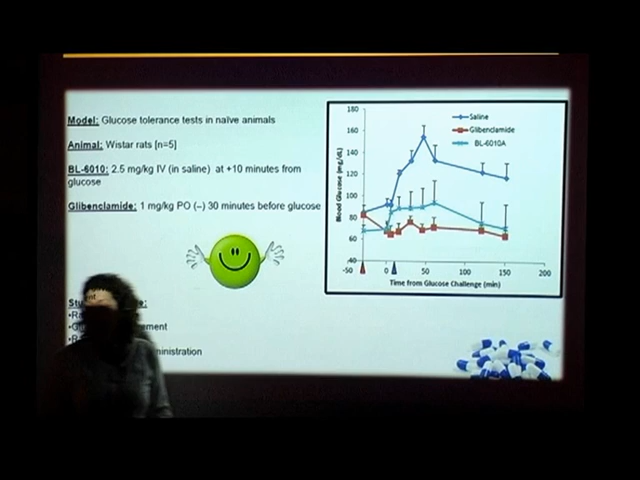 Model: Glucose tolerance tests in naïve animals
Animal: Wistar rats [n=5]
BL-6010: 2.5 mg/kg IV (in saline) at +10 minutes from
glucose
Glibenclamide: 1 mg/kg PO (–) 30 minutes before glucose
180
160
140
120
100
80
60
40
-50
0
50
100
150
200
Blood Glucose (mg/dL)
Time from Glucose Challenge (min)
Saline
Glibenclamide
BL-6010A